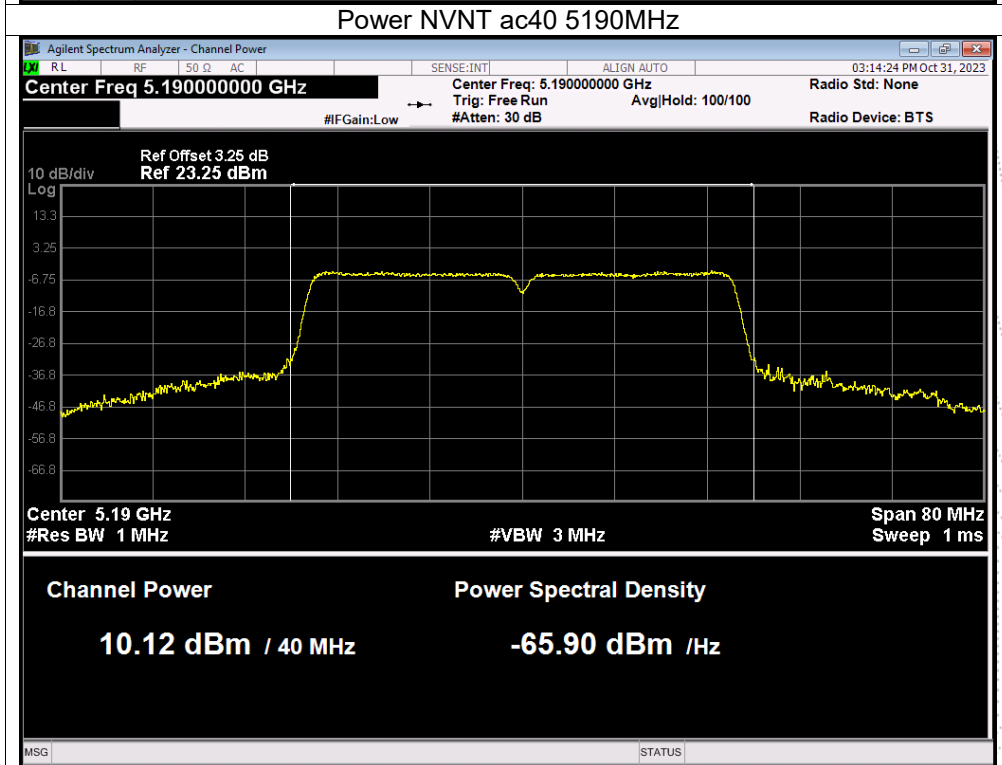 Power NVNT ac40 5190MHz
Agilent Spectrum Analyzer - Channel Power
LXI RL RF 50 Ω AC SENSE:INT ALIGN AUTO 03:14:24 PM Oct 31, 2023
Center Freq 5.190000000 GHz Center Freq: 5.190000000 GHz Radio Std: None
Trig: Free Run Avg|Hold: 100/100
#IFGain:Low #Atten: 30 dB Radio Device: BTS
Ref Offset 3.25 dB
10 dB/div Ref 23.25 dBm
Log
13.3
3.25
-6.75
-16.8
-26.8
-36.8
-46.8
-56.8
-66.8
Center 5.19 GHz Span 80 MHz
#Res BW 1 MHz #VBW 3 MHz Sweep 1 ms
Channel Power Power Spectral Density
10.12 dBm / 40 MHz -65.90 dBm /Hz
MSG STATUS